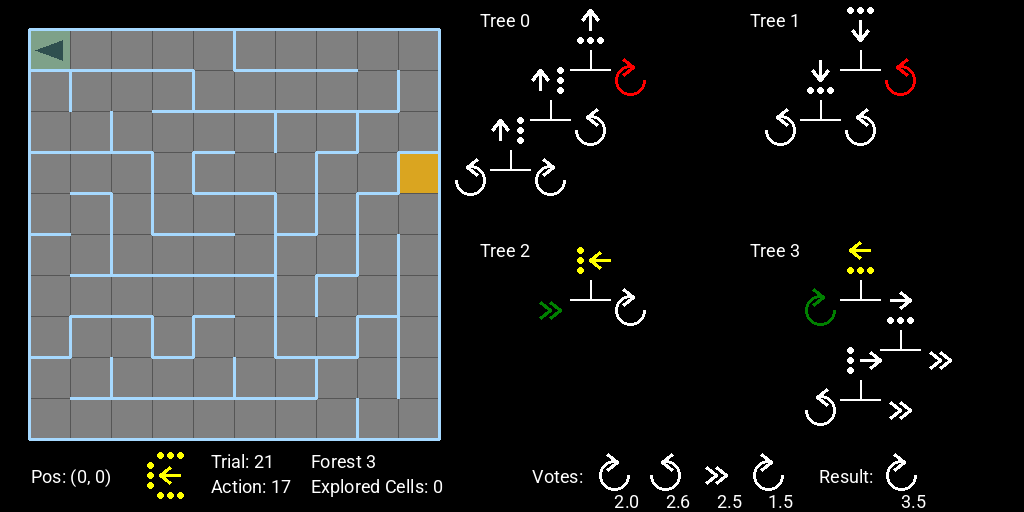 Tree 0
Tree 1
Tree 2
Tree 3
Pos: (0, 0)
Trial: 21
Forest 3
Action: 17
Explored Cells: 0
Votes:
2.0
2.6
2.5
1.5
Result:
3.5